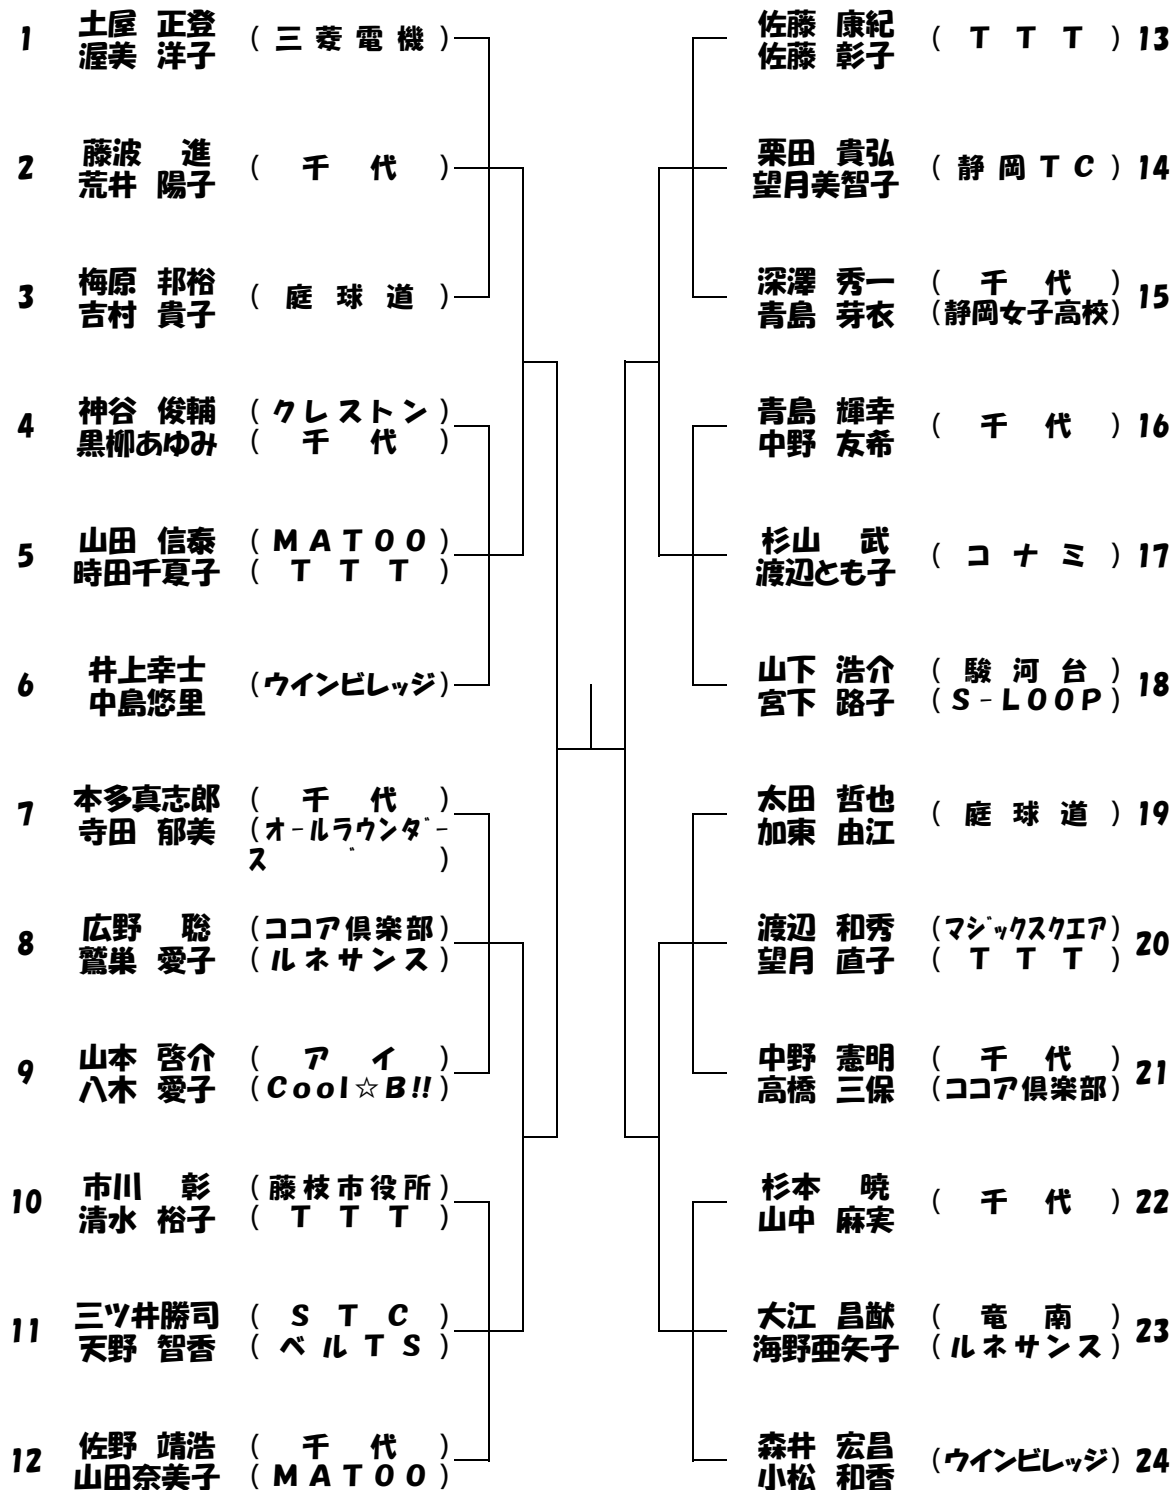 1 土屋 正登 (三菱電機)
渥美 洋子
2 藤波 進 (千代)
荒井 陽子
3 梅原 邦裕 (庭球道)
吉村 貴子
4 神谷 俊輔 (クレストン)
黒柳あゆみ (千代)
5 山田 信泰 (MATOO)
時田千夏子 (TTT)
6 井上幸士 (ウインビレッジ)
中島悠里
7 本多真志郎 (千代)
寺田 郁美 (オールラウンダーズ)
8 広野 聡 (ココア倶楽部)
鷲巣 愛子 (ルネサンス)
9 山本 啓介 (アイ)
八木 愛子 (Cool☆B!!)
10 市川 彰 (藤枝市役所)
清水 裕子 (TTT)
11 三ツ井勝司 (STC)
天野 智香 (ベルTS)
12 佐野 靖浩 (千代)
山田奈美子 (MATOO)
佐藤 康紀 (TTT) 13
佐藤 彰子
栗田 貴弘 (静岡TC) 14
望月美智子
深澤 秀一 (千代) 15
青島 芽衣 (静岡女子高校)
青島 輝幸 (千代) 16
中野 友希
杉山 武 (コナミ) 17
渡辺とも子
山下 浩介 (駿河台) 18
宮下 路子 (S-LOOP)
太田 哲也 (庭球道) 19
加東 由江
渡辺 和秀 (マジックスクエア) 20
望月 直子 (TTT)
中野 憲明 (千代) 21
高橋 三保 (ココア倶楽部)
杉本 暁 (千代) 22
山中 麻実
大江 昌猷 (竜南) 23
海野亜矢子 (ルネサンス)
森井 宏昌 (ウインビレッジ) 24
小松 和香